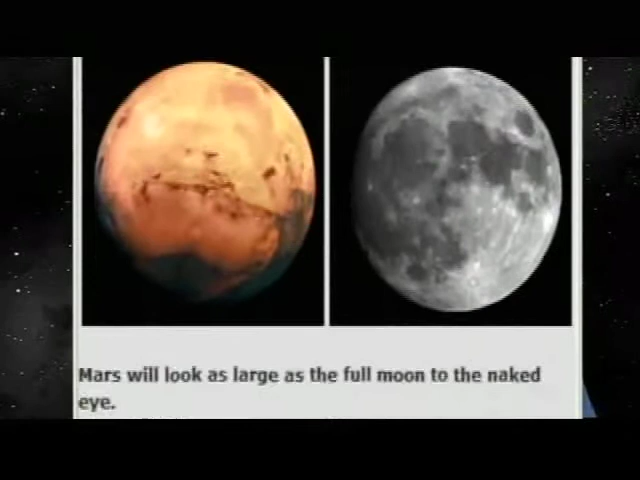 Mars will look as large as the full moon to the naked
eye.